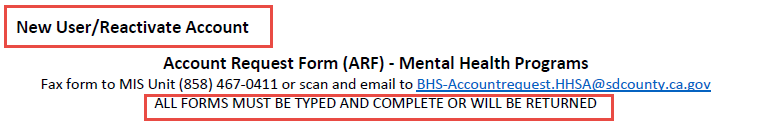 New User/Reactivate Account
Account Request Form (ARF) - Mental Health Programs
Fax form to MIS Unit (858) 467-0411 or scan and email to BHS-Accountrequest.HHSA@sdcounty.ca.gov
ALL FORMS MUST BE TYPED AND COMPLETE OR WILL BE RETURNED